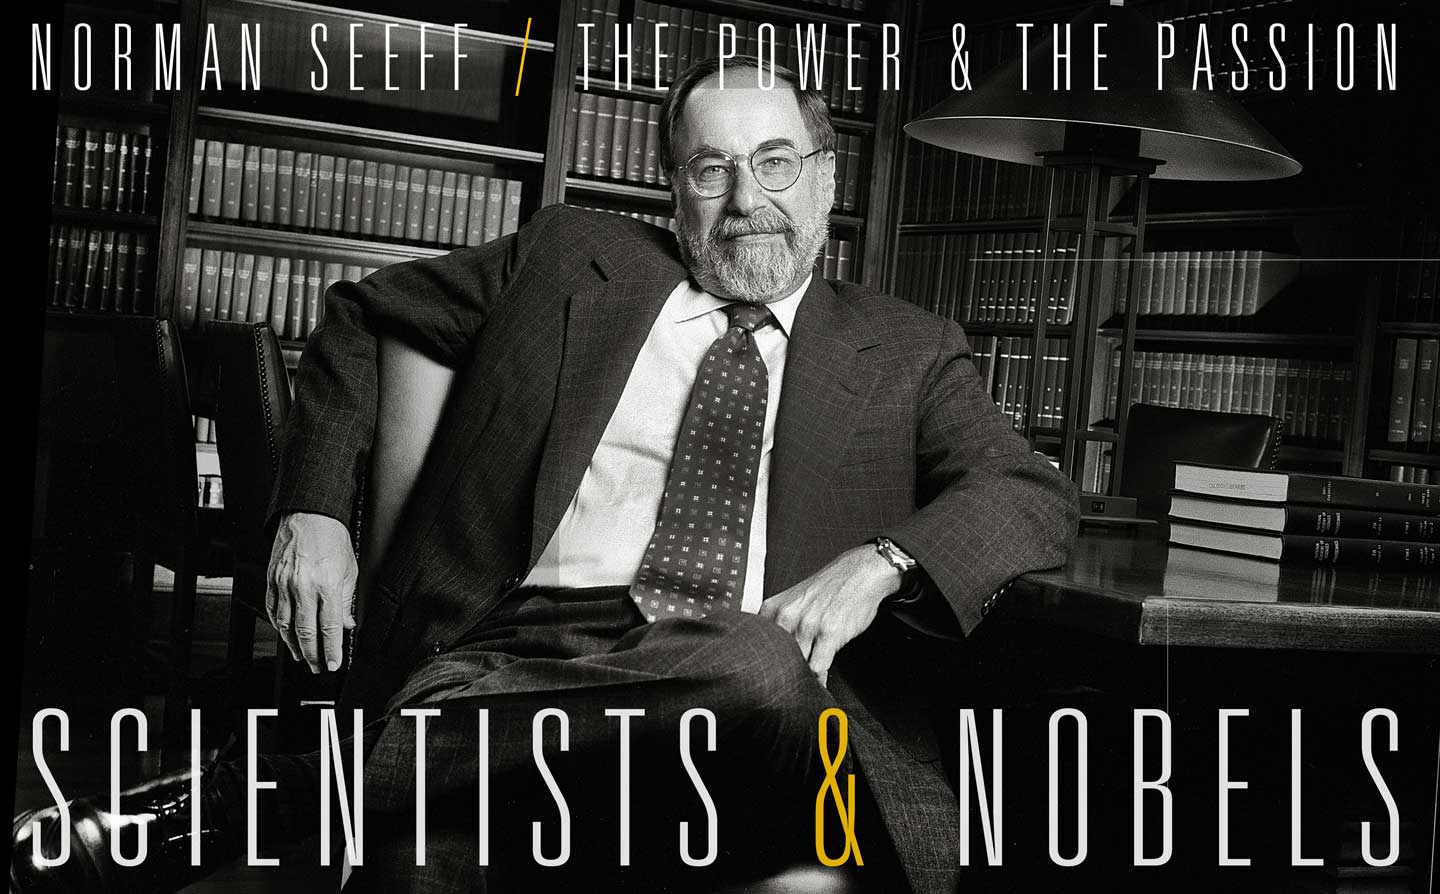 NORMAN SEEFF / THE POWER & THE PASSION
SCIENTISTS & NOBELS